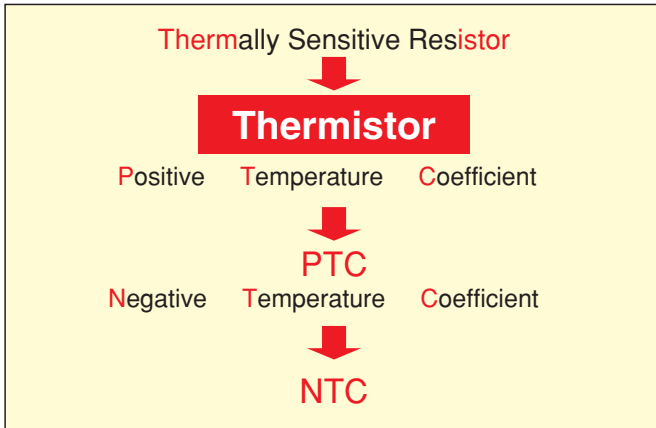 Thermally Sensitive Resistor
Thermistor
Positive Temperature Coefficient
PTC
Negative Temperature Coefficient
NTC